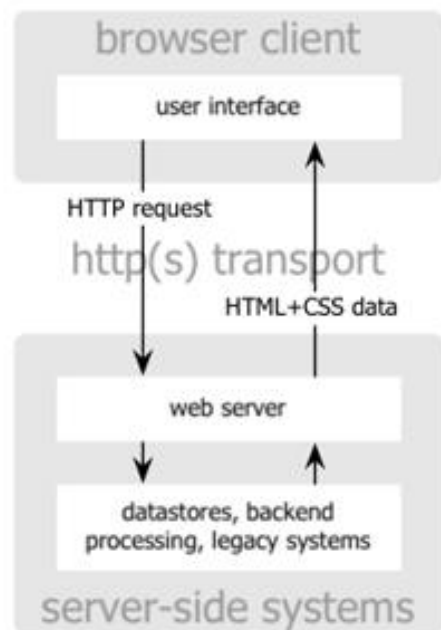 browser client
user interface
HTTP request
http(s) transport
HTML+CSS data
web server
datastores, backend
processing, legacy systems
server-side systems